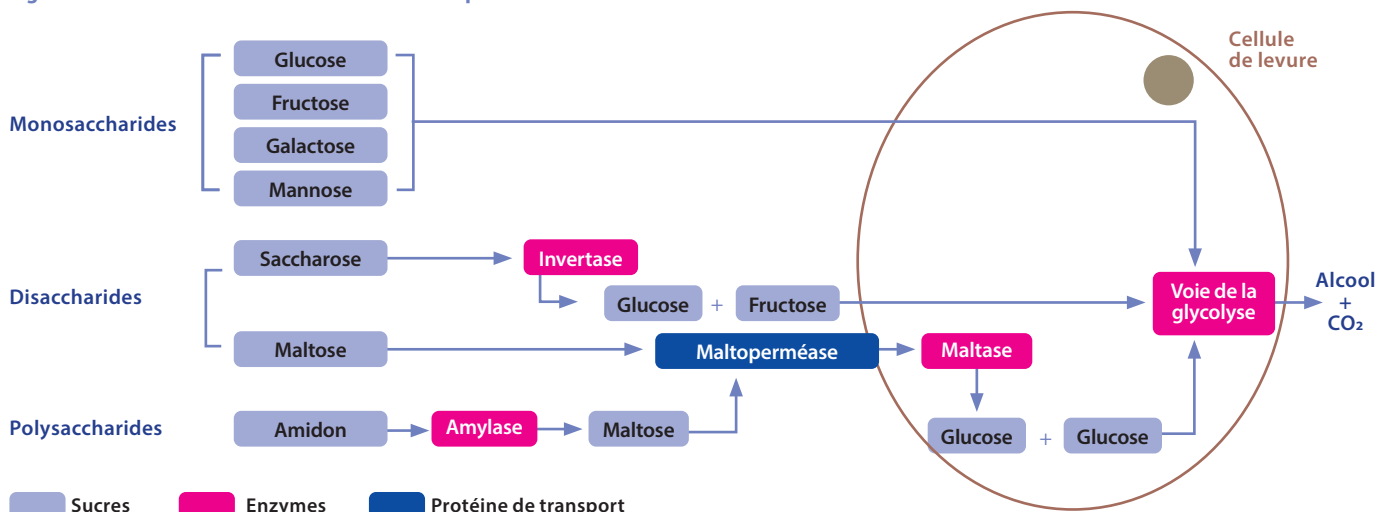 Cellule
de levure
Monosaccharides
Glucose
Fructose
Galactose
Mannose
Disaccharides
Saccharose
Invertase
Glucose + Fructose
Voie de la
glycolyse
Alcool
+
CO₂
Maltose
Maltoperméase
Maltase
Polysaccharides
Amidon
Amylase
Maltose
Glucose + Glucose
Sucres
Enzymes
Protéine de transport